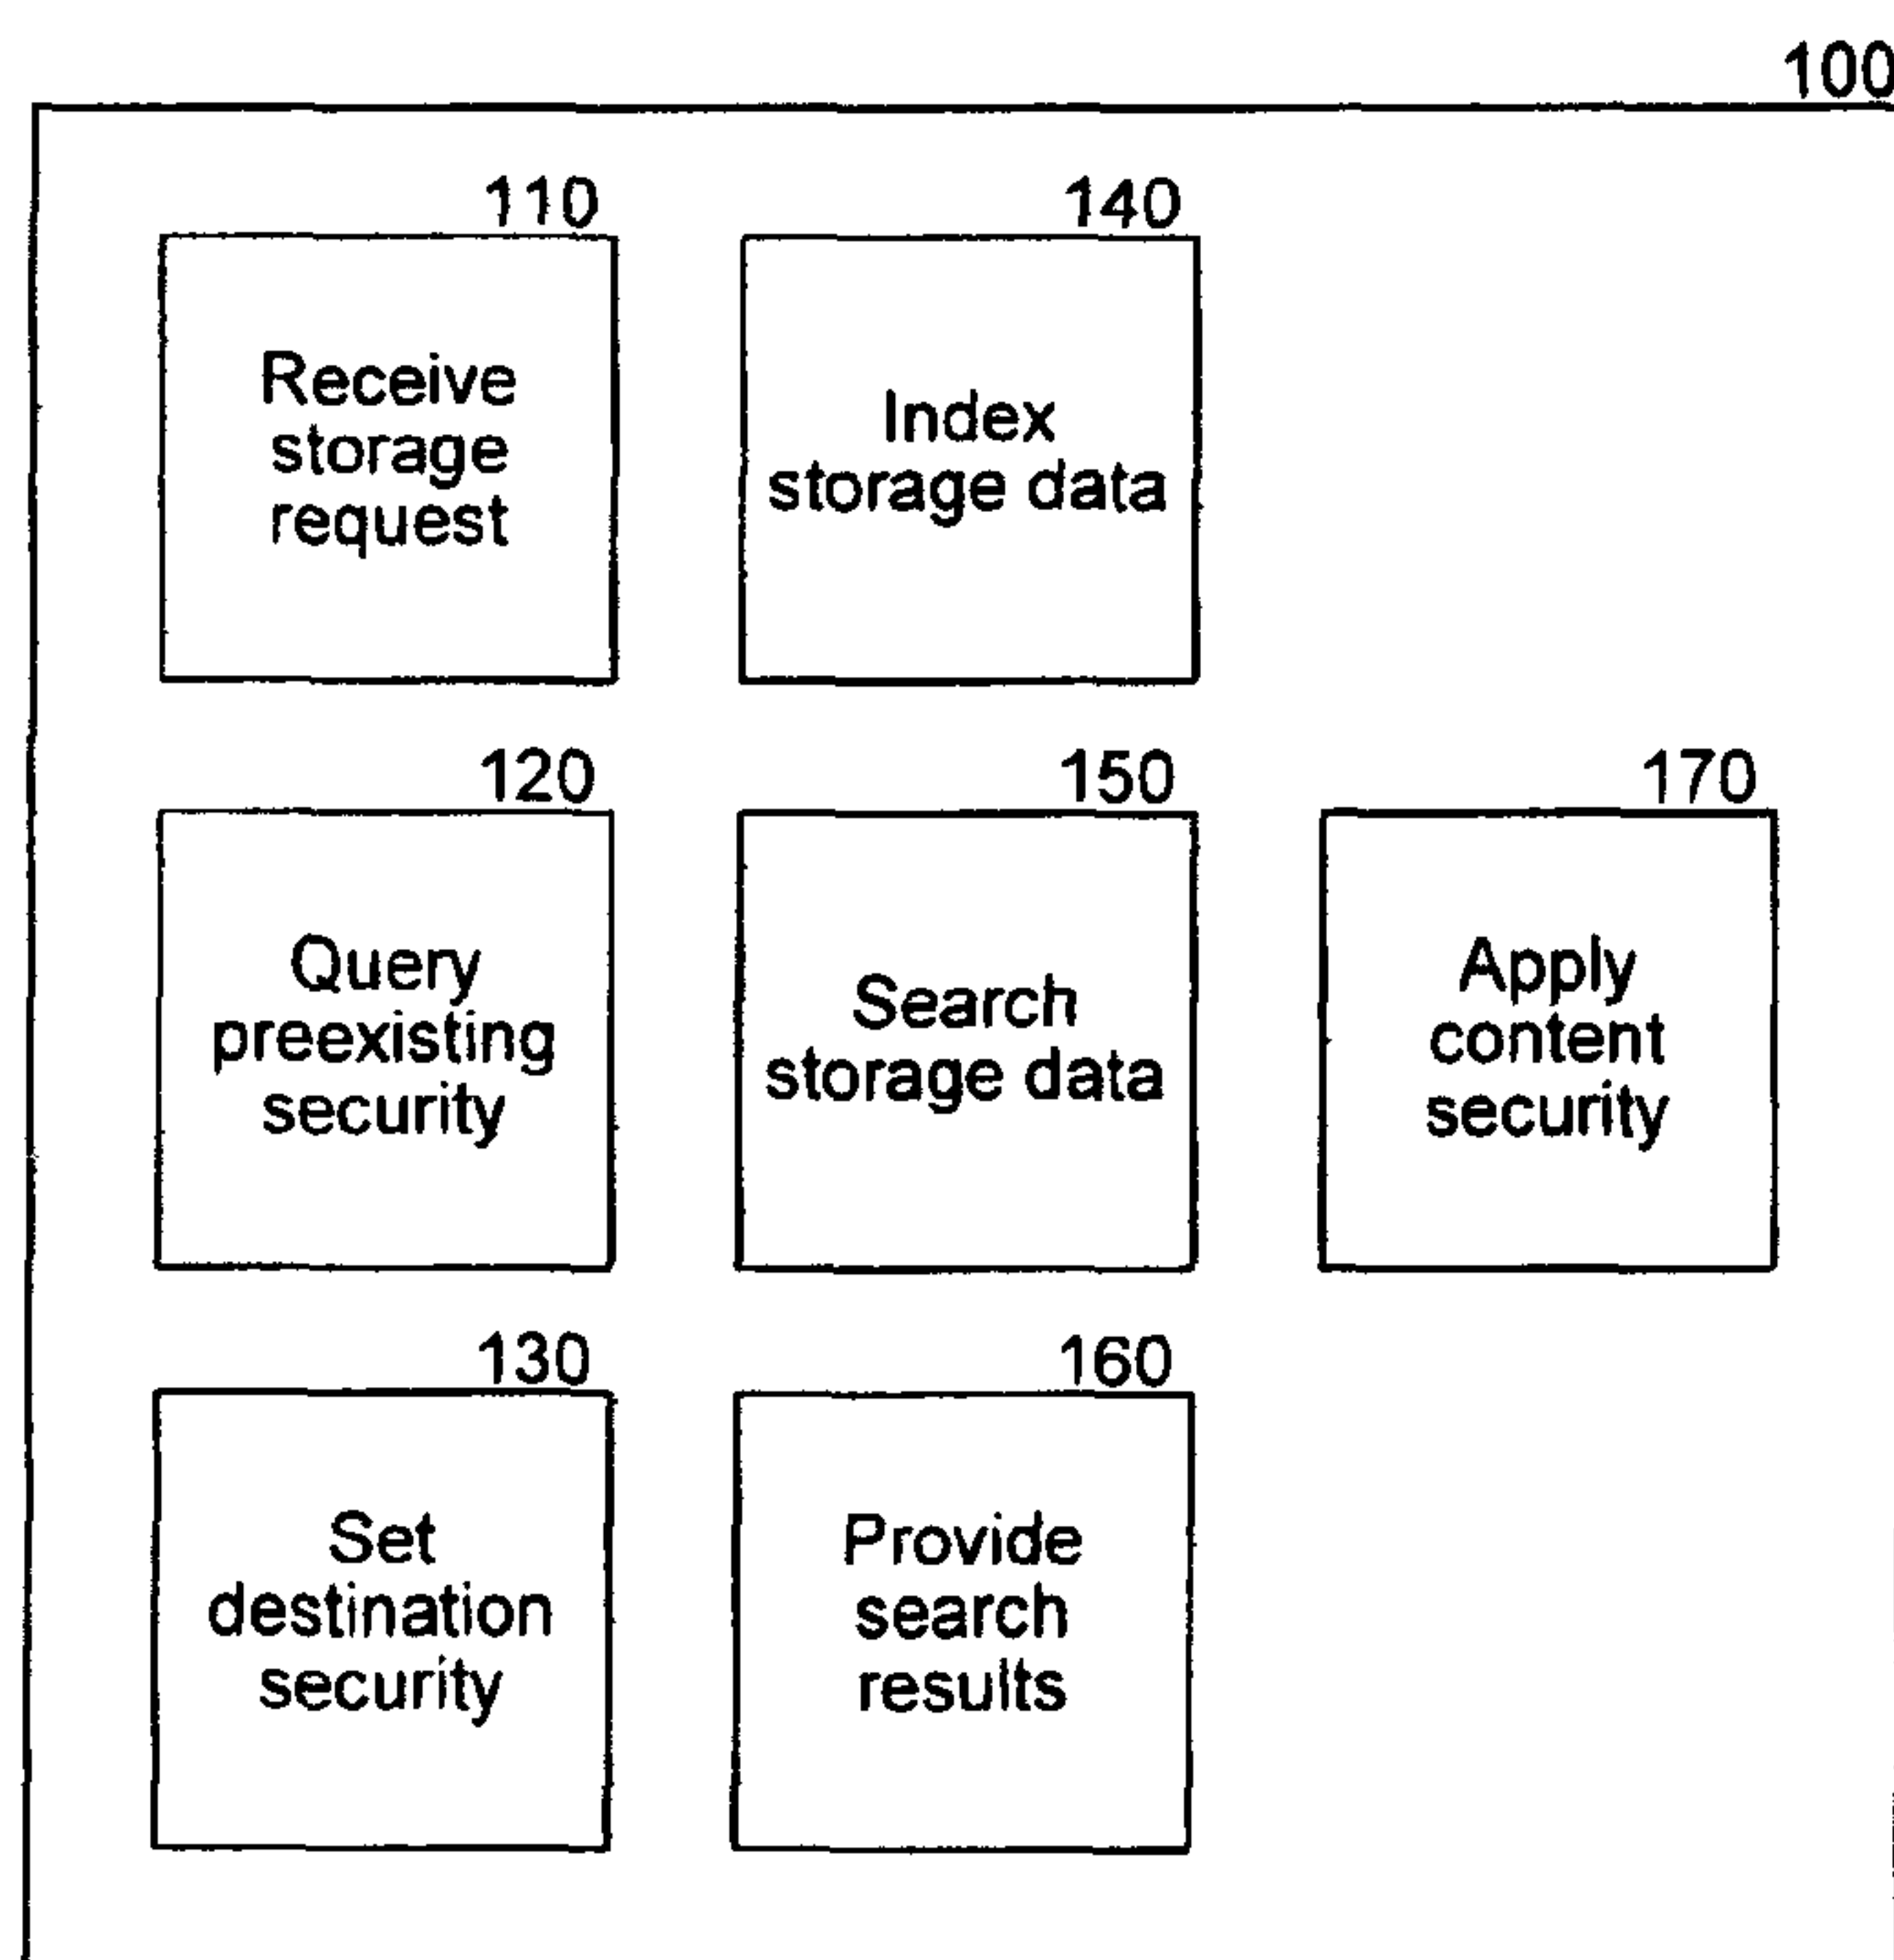 100
110
Receive
storage
request
140
Index
storage data
120
Query
preexisting
security
150
Search
storage data
170
Apply
content
security
130
Set
destination
security
160
Provide
search
results